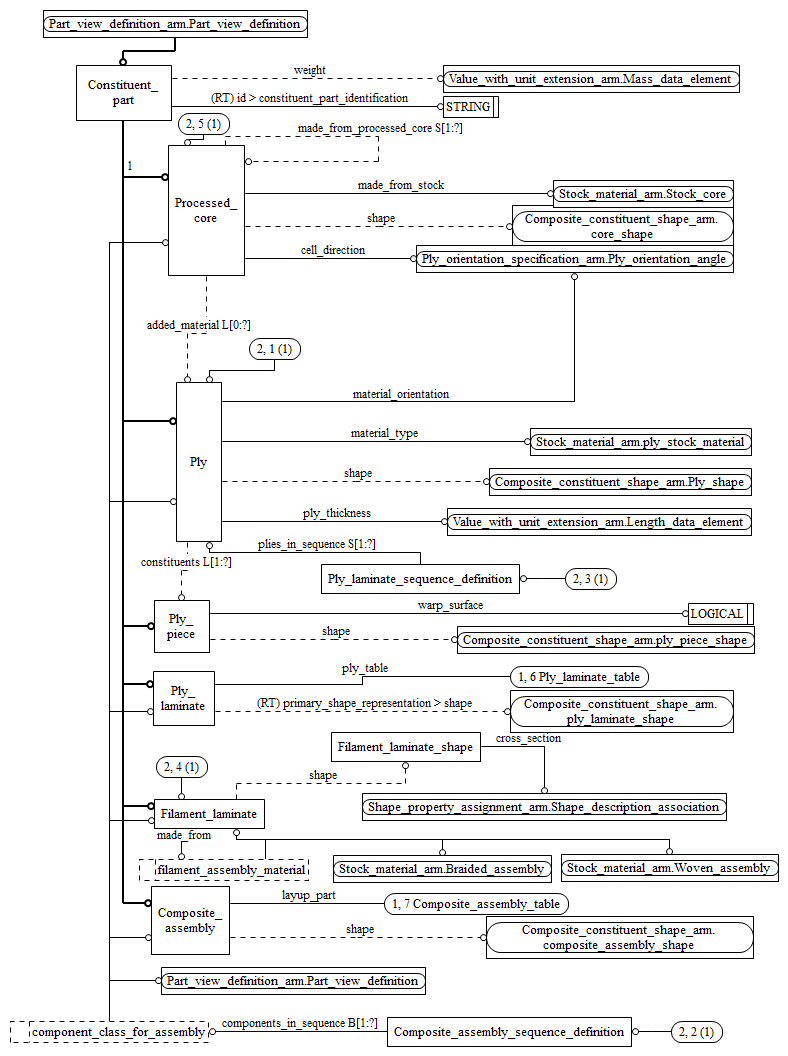 Part_view_definition_arm.Part_view_definition
Constituent_
part
weight
Value_with_unit_extension_arm.Mass_data_element
(RT) id > constituent_part_identification
STRING
2, 5 (1)
made_from_processed_core S[1:?]
1
Processed_
core
made_from_stock
Stock_material_arm.Stock_core
shape
Composite_constituent_shape_arm.
core_shape
cell_direction
Ply_orientation_specification_arm.Ply_orientation_angle
added_material L[0:?]
2, 1 (1)
material_orientation
material_type
Stock_material_arm.ply_stock_material
Ply
shape
Composite_constituent_shape_arm.Ply_shape
ply_thickness
Value_with_unit_extension_arm.Length_data_element
plies_in_sequence S[1:?]
constituents L[1:?]
Ply_laminate_sequence_definition
2, 3 (1)
Ply_
piece
warp_surface
LOGICAL
shape
Composite_constituent_shape_arm.ply_piece_shape
ply_table
1, 6 Ply_laminate_table
Ply_
laminate
(RT) primary_shape_representation > shape
Composite_constituent_shape_arm.
ply_laminate_shape
Filament_laminate_shape
cross_section
2, 4 (1)
shape
Shape_property_assignment_arm.Shape_description_association
Filament_laminate
made_from
filament_assembly_material
Stock_material_arm.Braided_assembly
Stock_material_arm.Woven_assembly
layup_part
1, 7 Composite_assembly_table
Composite_
assembly
shape
Composite_constituent_shape_arm.
composite_assembly_shape
Part_view_definition_arm.Part_view_definition
component_class_for_assembly
components_in_sequence B[1:?]
Composite_assembly_sequence_definition
2, 2 (1)